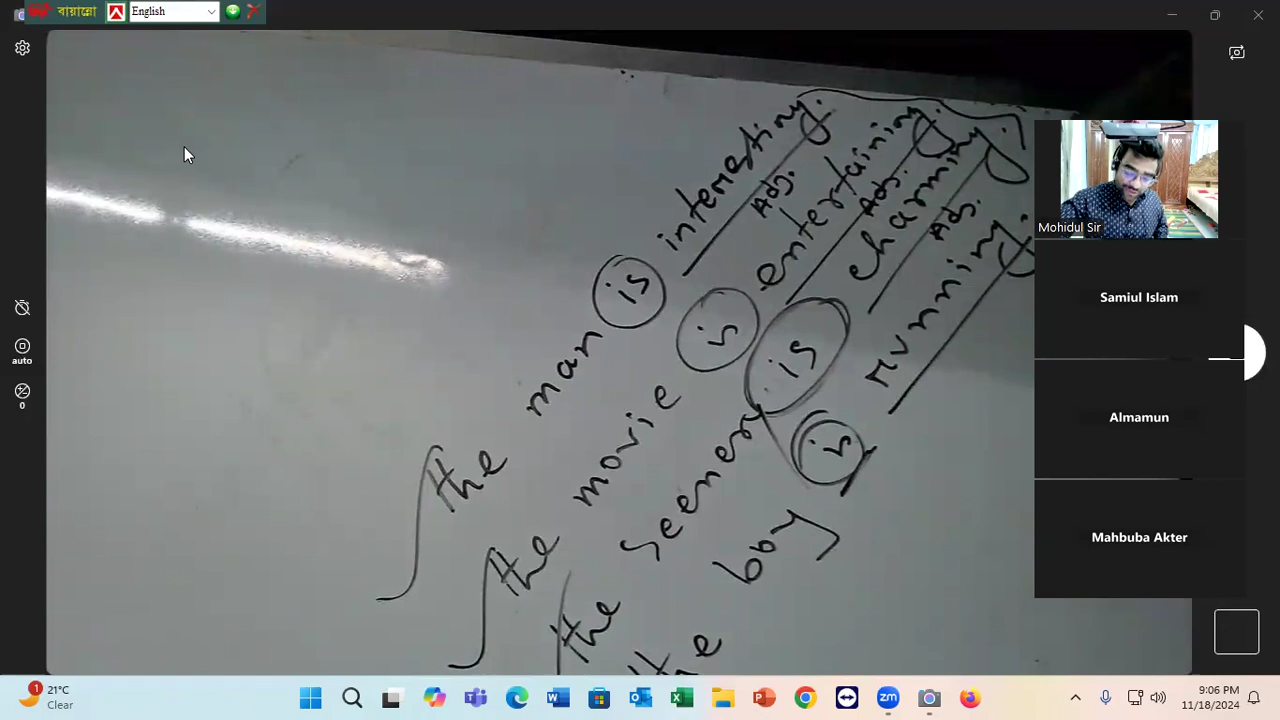 বায়ান্নো
English
The man is interesting.
Adj.
The movie is entertaining.
Adj.
The scenery is charming.
Adj.
The boy is running.
Mohidul Sir
Samiul Islam
Almamun
Mahbuba Akter
auto
0
1
21°C
Clear
9:06 PM
11/18/2024